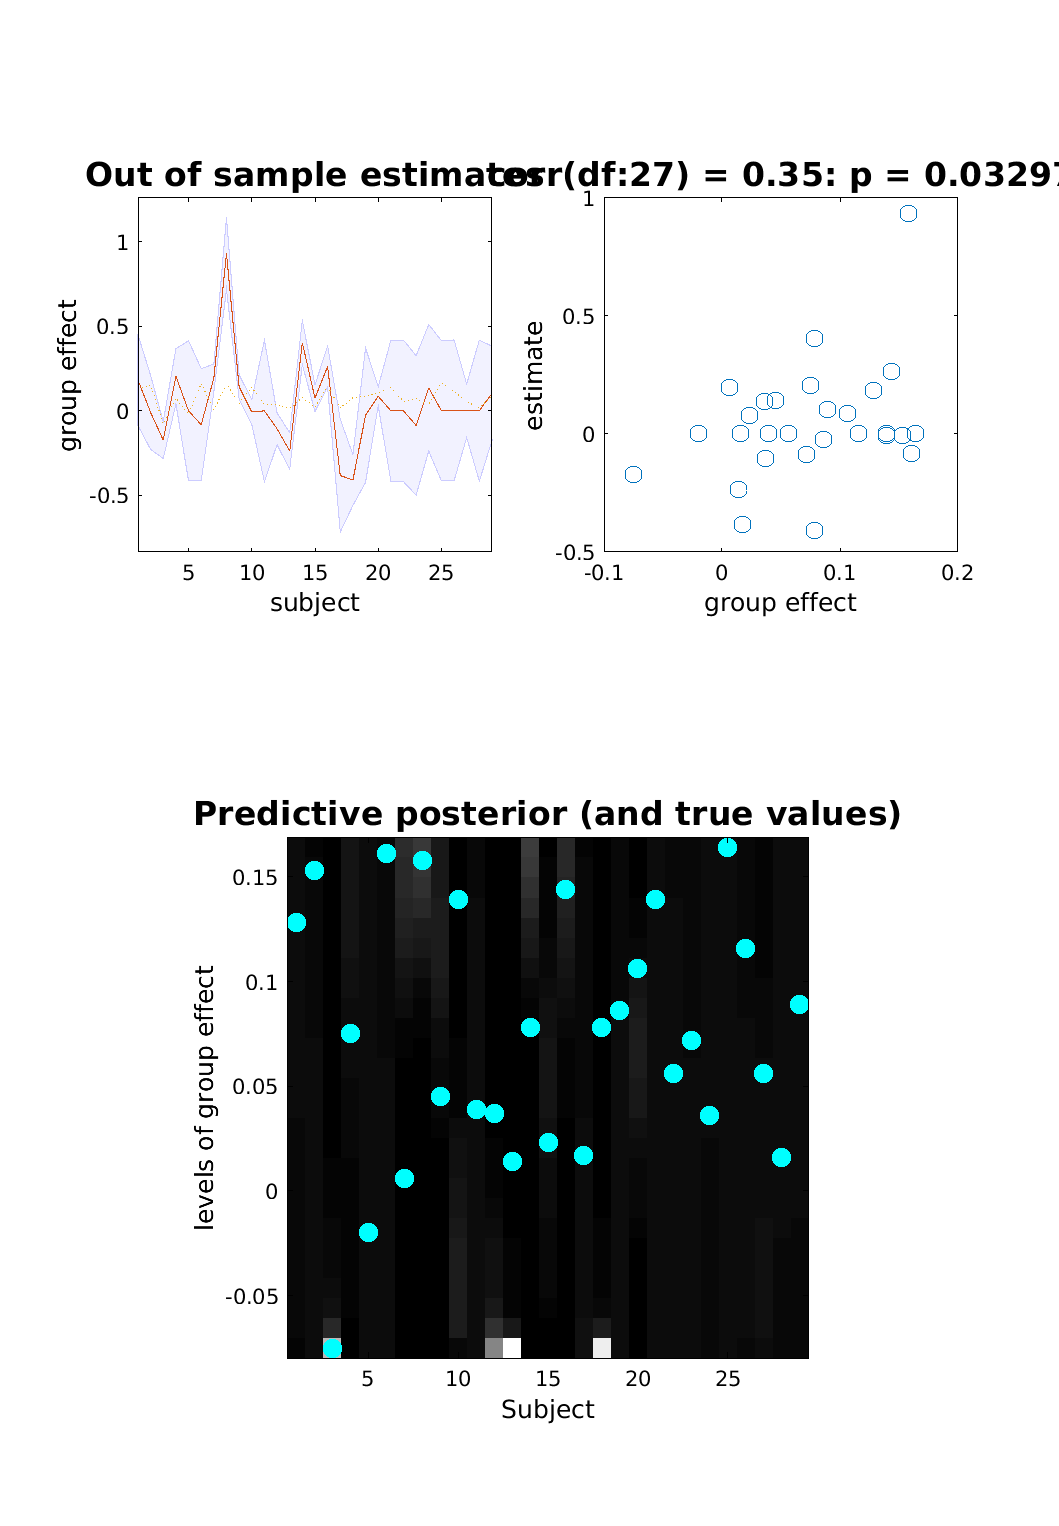 Out of sample estimates
corr(df:27) = 0.35: p = 0.03297
group effect
1
0.5
0
-0.5
5 10 15 20 25
subject
estimate
1
0.5
0
-0.5
-0.1 0 0.1 0.2
group effect
Predictive posterior (and true values)
levels of group effect
0.15
0.1
0.05
0
-0.05
5 10 15 20 25
Subject